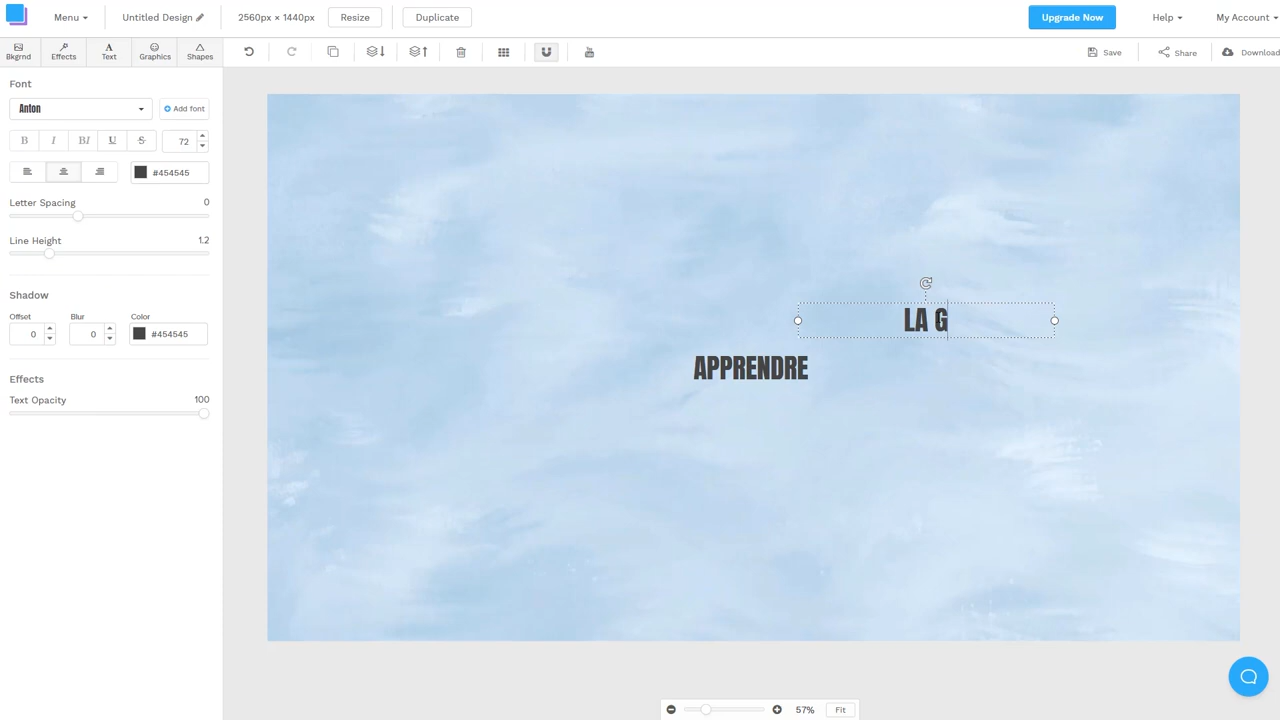 Menu
Untitled Design
2560px × 1440px
Resize
Duplicate
Upgrade Now
Help
My Account
Bkgrnd
Effects
Text
Graphics
Shapes
Save
Share
Download
Font
Anton
Add font
B
I
BI
U
S
72
#454545
Letter Spacing
0
Line Height
1.2
Shadow
Offset
Blur
Color
0
0
#454545
Effects
Text Opacity
100
LA G
APPRENDRE
57%
Fit